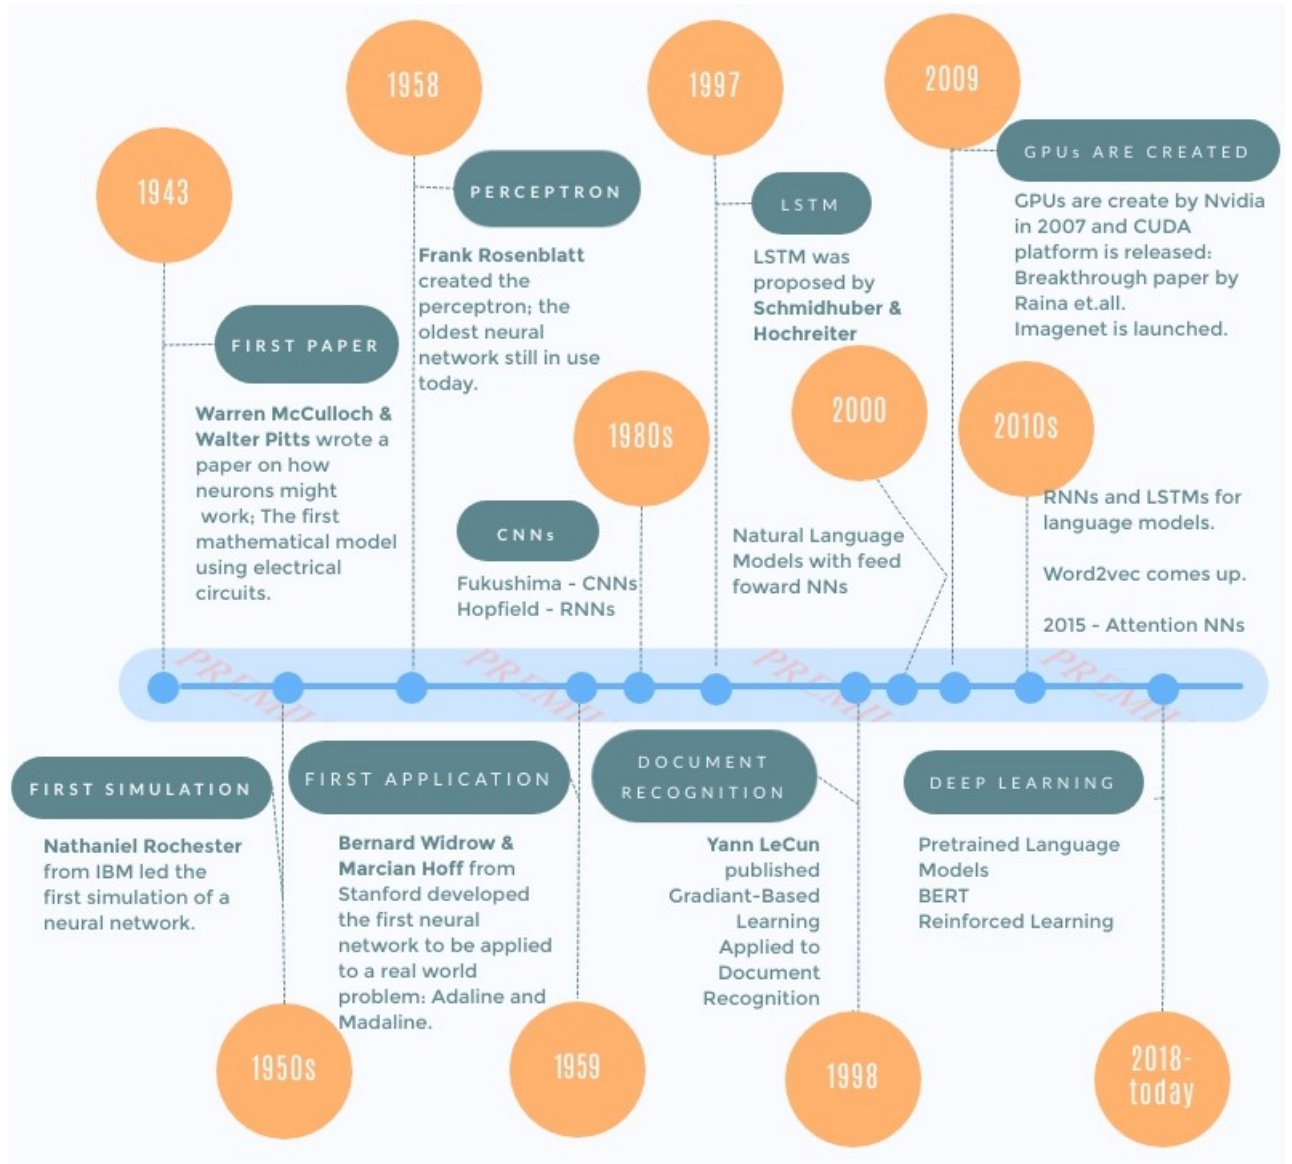 1943
FIRST PAPER
Warren McCulloch &
Walter Pitts wrote a
paper on how
neurons might
work; The first
mathematical model
using electrical
circuits.
1958
PERCEPTRON
Frank Rosenblatt
created the
perceptron; the
oldest neural
network still in use
today.
1980s
CNNs
Fukushima - CNNs
Hopfield - RNNs
1997
LSTM
LSTM was
proposed by
Schmidhuber &
Hochreiter
2000
Natural Language
Models with feed
foward NNs
2009
GPUs ARE CREATED
GPUs are create by Nvidia
in 2007 and CUDA
platform is released:
Breakthrough paper by
Raina et.all.
Imagenet is launched.
2010s
RNNs and LSTMs for
language models.
Word2vec comes up.
2015 - Attention NNs
FIRST SIMULATION
Nathaniel Rochester
from IBM led the
first simulation of a
neural network.
1950s
FIRST APPLICATION
Bernard Widrow &
Marcian Hoff from
Stanford developed
the first neural
network to be applied
to a real world
problem: Adaline and
Madaline.
1959
DOCUMENT
RECOGNITION
Yann LeCun
published
Gradiant-Based
Learning
Applied to
Document
Recognition
1998
DEEP LEARNING
Pretrained Language
Models
BERT
Reinforced Learning
2018-
today